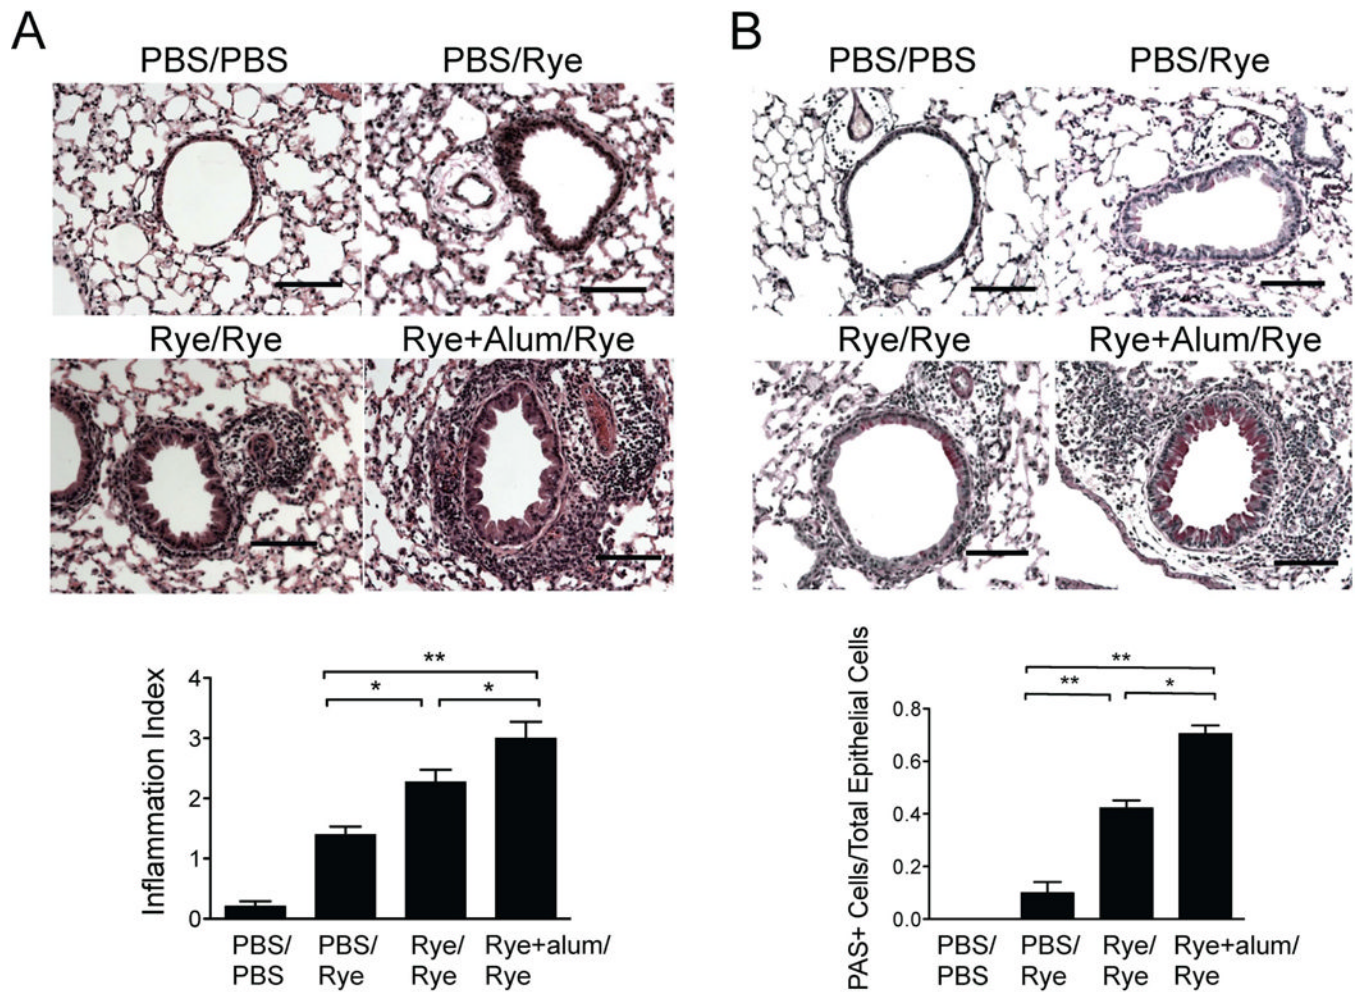 A
B
PBS/PBS
PBS/Rye
PBS/PBS
PBS/Rye
Rye/Rye
Rye+Alum/Rye
Rye/Rye
Rye+Alum/Rye
Inflammation Index
4
3
2
1
0
**
*
*
PBS/
PBS
PBS/
Rye
Rye/
Rye
Rye+alum/
Rye
PAS+ Cells/Total Epithelial Cells
0.8
0.6
0.4
0.2
0.0
**
**
*
PBS/
PBS
PBS/
Rye
Rye/
Rye
Rye+alum/
Rye